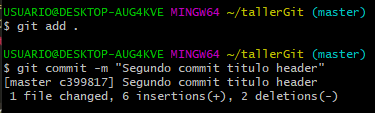 USUARIO@DESKTOP-AUG4KVE MINGW64 ~/tallerGit (master)
$ git add .
USUARIO@DESKTOP-AUG4KVE MINGW64 ~/tallerGit (master)
$ git commit -m "Segundo commit titulo header"
[master c399817] Segundo commit titulo header
1 file changed, 6 insertions(+), 2 deletions(-)